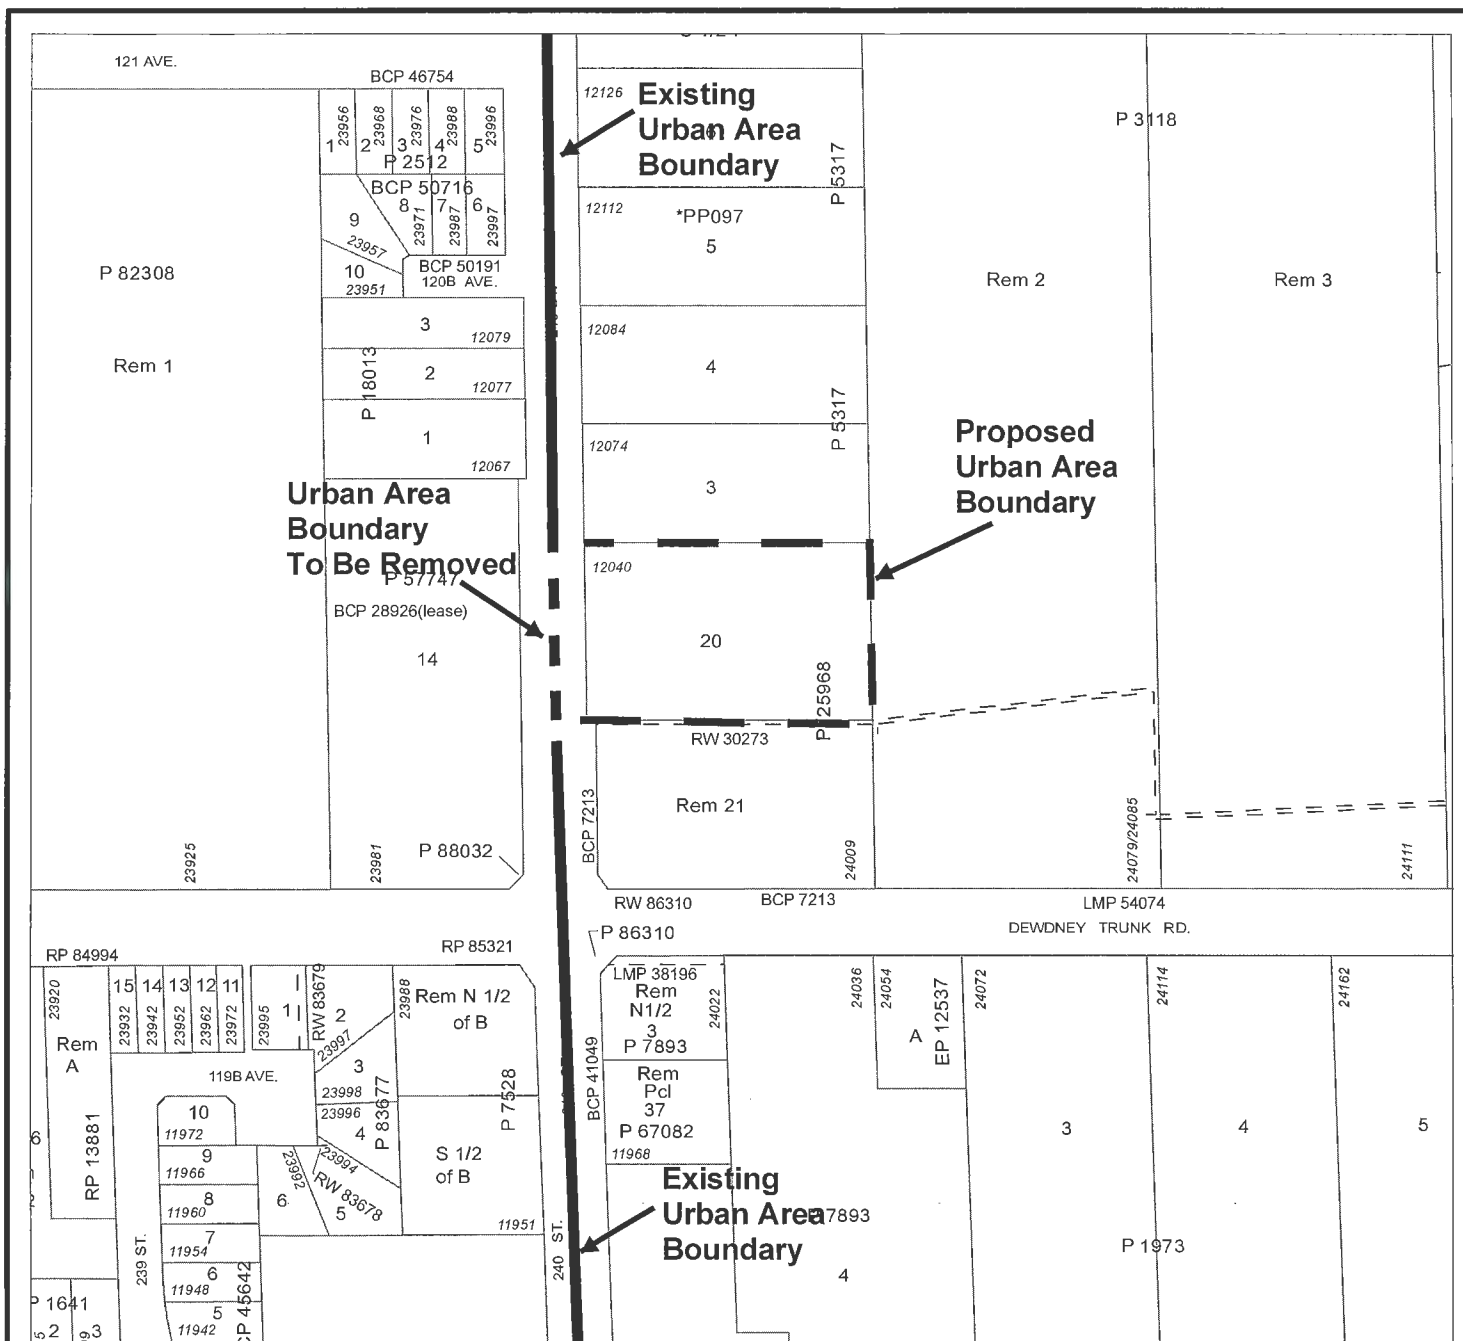 121 AVE.
BCP 46754
23956
23968
23976
23988
23996
1
2
3
4
5
P 2512
BCP 50716
8
7
6
9
23971
23987
23997
23957
10
23951
BCP 50191
120B AVE.
P 82308
Rem 1
3
12079
2
12077
P 18013
1
12067
12126
Existing
Urban Area
Boundary
6
P 5317
12112
*PP097
5
12084
4
P 5317
12074
3
P 3118
Rem 2
Rem 3
Proposed
Urban Area
Boundary
Urban Area
Boundary
To Be Removed
P 57747
BCP 28926(lease)
14
12040
20
P 25968
RW 30273
Rem 21
BCP 7213
23925
23981
P 88032
24009
24079/24085
24111
RW 86310
BCP 7213
LMP 54074
DEWDNEY TRUNK RD.
P 86310
RP 84994
RP 85321
23920
Rem
A
RP 13881
15
14
13
12
11
23932
23942
23952
23962
23972
23995
1
RW 83679
2
23997
3
23998
23988
Rem N 1/2
of B
119B AVE.
10
11972
23996
4
P 83677
P 7528
9
11966
23992
23994
RW 83678
S 1/2
of B
8
11960
6
5
11951
7
11954
6
11948
5
11942
CP 45642
239 ST.
240 ST.
6
P 1641
2
3
LMP 38196
Rem
N1/2
3
P 7893
24022
BCP 41049
Rem
Pcl
37
P 67082
11968
Existing
Urban Area
Boundary
P 7893
4
24036
24054
A
EP 12537
24072
24114
24162
3
4
5
P 1973